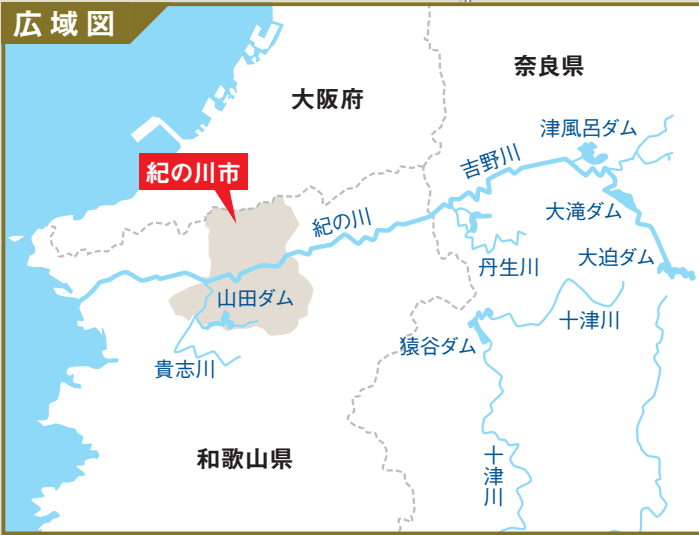 広域図
奈良県
大阪府
津風呂ダム
吉野川
紀の川市
紀の川
大滝ダム
大迫ダム
丹生川
山田ダム
十津川
猿谷ダム
貴志川
和歌山県
十津川